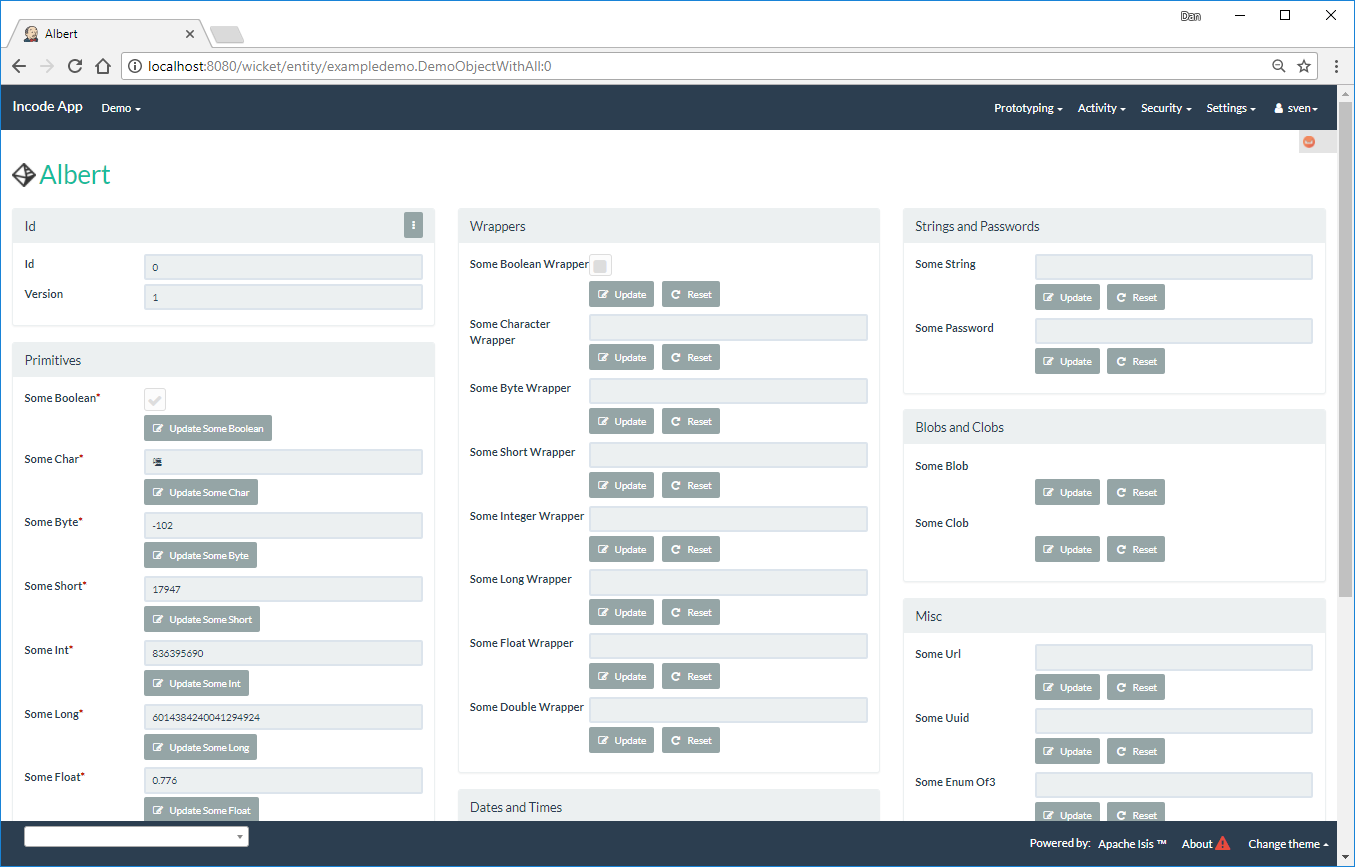 Dan
Albert
localhost:8080/wicket/entity/exampledemo.DemoObjectWithAll:0
Incode App Demo Prototyping Activity Security Settings sven
Albert
Id
Id 0
Version 1
Primitives
Some Boolean*
Update Some Boolean
Some Char*
Update Some Char
Some Byte* -102
Update Some Byte
Some Short* 17947
Update Some Short
Some Int* 836395690
Update Some Int
Some Long* 6014384240041294924
Update Some Long
Some Float* 0.776
Update Some Float
Wrappers
Some Boolean Wrapper
Update Reset
Some Character
Wrapper
Update Reset
Some Byte Wrapper
Update Reset
Some Short Wrapper
Update Reset
Some Integer Wrapper
Update Reset
Some Long Wrapper
Update Reset
Some Float Wrapper
Update Reset
Some Double Wrapper
Update Reset
Dates and Times
Strings and Passwords
Some String
Update Reset
Some Password
Update Reset
Blobs and Clobs
Some Blob
Update Reset
Some Clob
Update Reset
Misc
Some Url
Update Reset
Some Uuid
Update Reset
Some Enum Of3
Update Reset
Powered by: Apache Isis ™ About Change theme